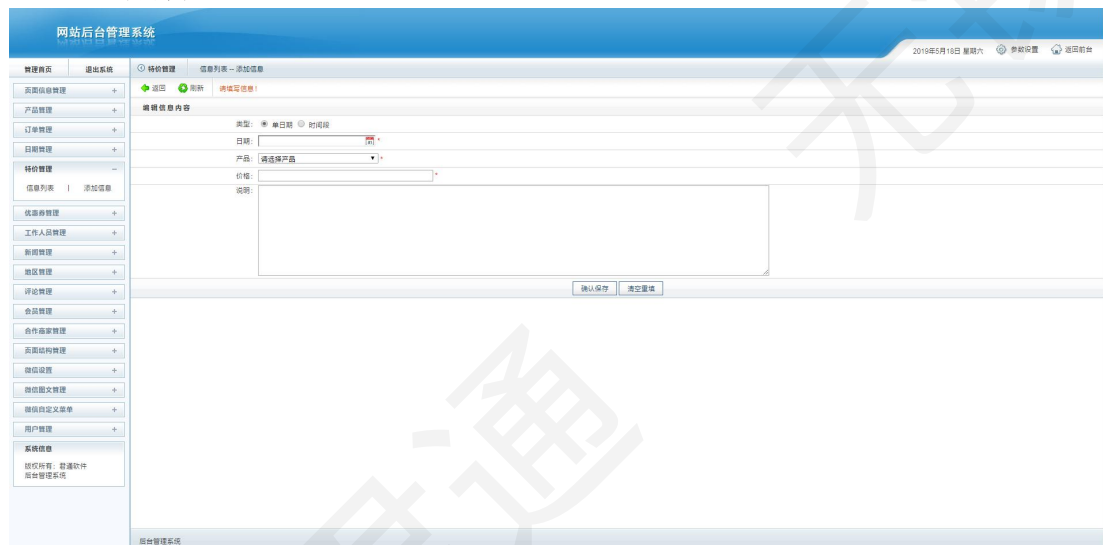 网站后台管理系统
2019年5月18日 星期六 参数设置 返回前台
管理首页 退出系统
特价管理 信息列表 -- 添加信息
返回 刷新 请填写信息!
编辑信息内容
类型: 单日期 时间段
日期: *
产品: 请选择产品 *
价格: *
说明:
确认保存 清空重填
页面信息管理 +
产品管理 +
订单管理 +
日期管理 +
特价管理 −
信息列表 | 添加信息
优惠券管理 +
工作人员管理 +
新闻管理 +
地区管理 +
评论管理 +
会员管理 +
合作商家管理 +
页面结构管理 +
微信设置 +
微信图文管理 +
微信自定义菜单 +
用户管理 +
系统信息
版权所有: 君通软件
后台管理系统
后台管理系统
通